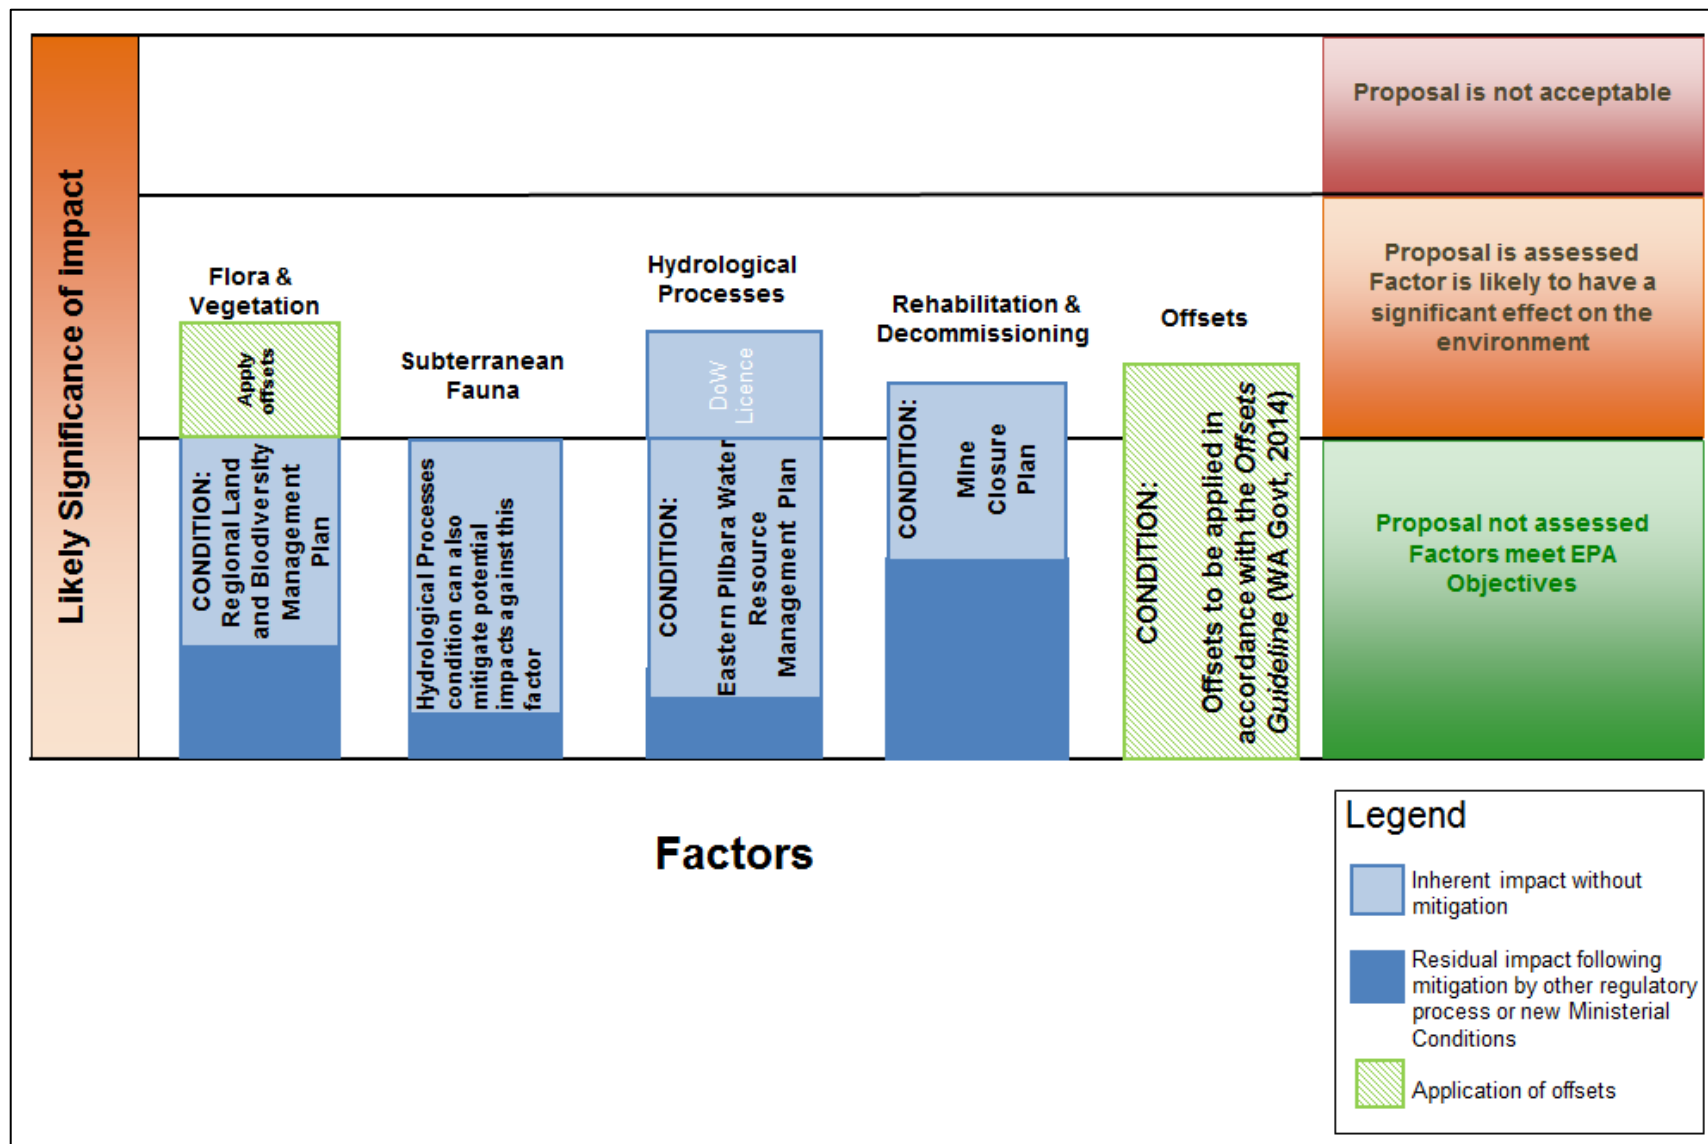 Likely Significance of impact
Flora &
Vegetation
Apply
offsets
CONDITION:
Regional Land
and Biodiversity
Management
Plan
Subterranean
Fauna
Hydrological Processes
condition can also
mitigate potential
impacts against this
factor
Hydrological
Processes
DoW
Licence
CONDITION:
Eastern Pilbara Water
Resource
Management Plan
Rehabilitation &
Decommissioning
CONDITION:
Mine
Closure
Plan
Offsets
CONDITION:
Offsets to be applied in
accordance with the Offsets
Guideline (WA Govt, 2014)
Proposal is not acceptable
Proposal is assessed
Factor is likely to have a
significant effect on the
environment
Proposal not assessed
Factors meet EPA
Objectives
Factors
Legend
Inherent impact without
mitigation
Residual impact following
mitigation by other regulatory
process or new Ministerial
Conditions
Application of offsets